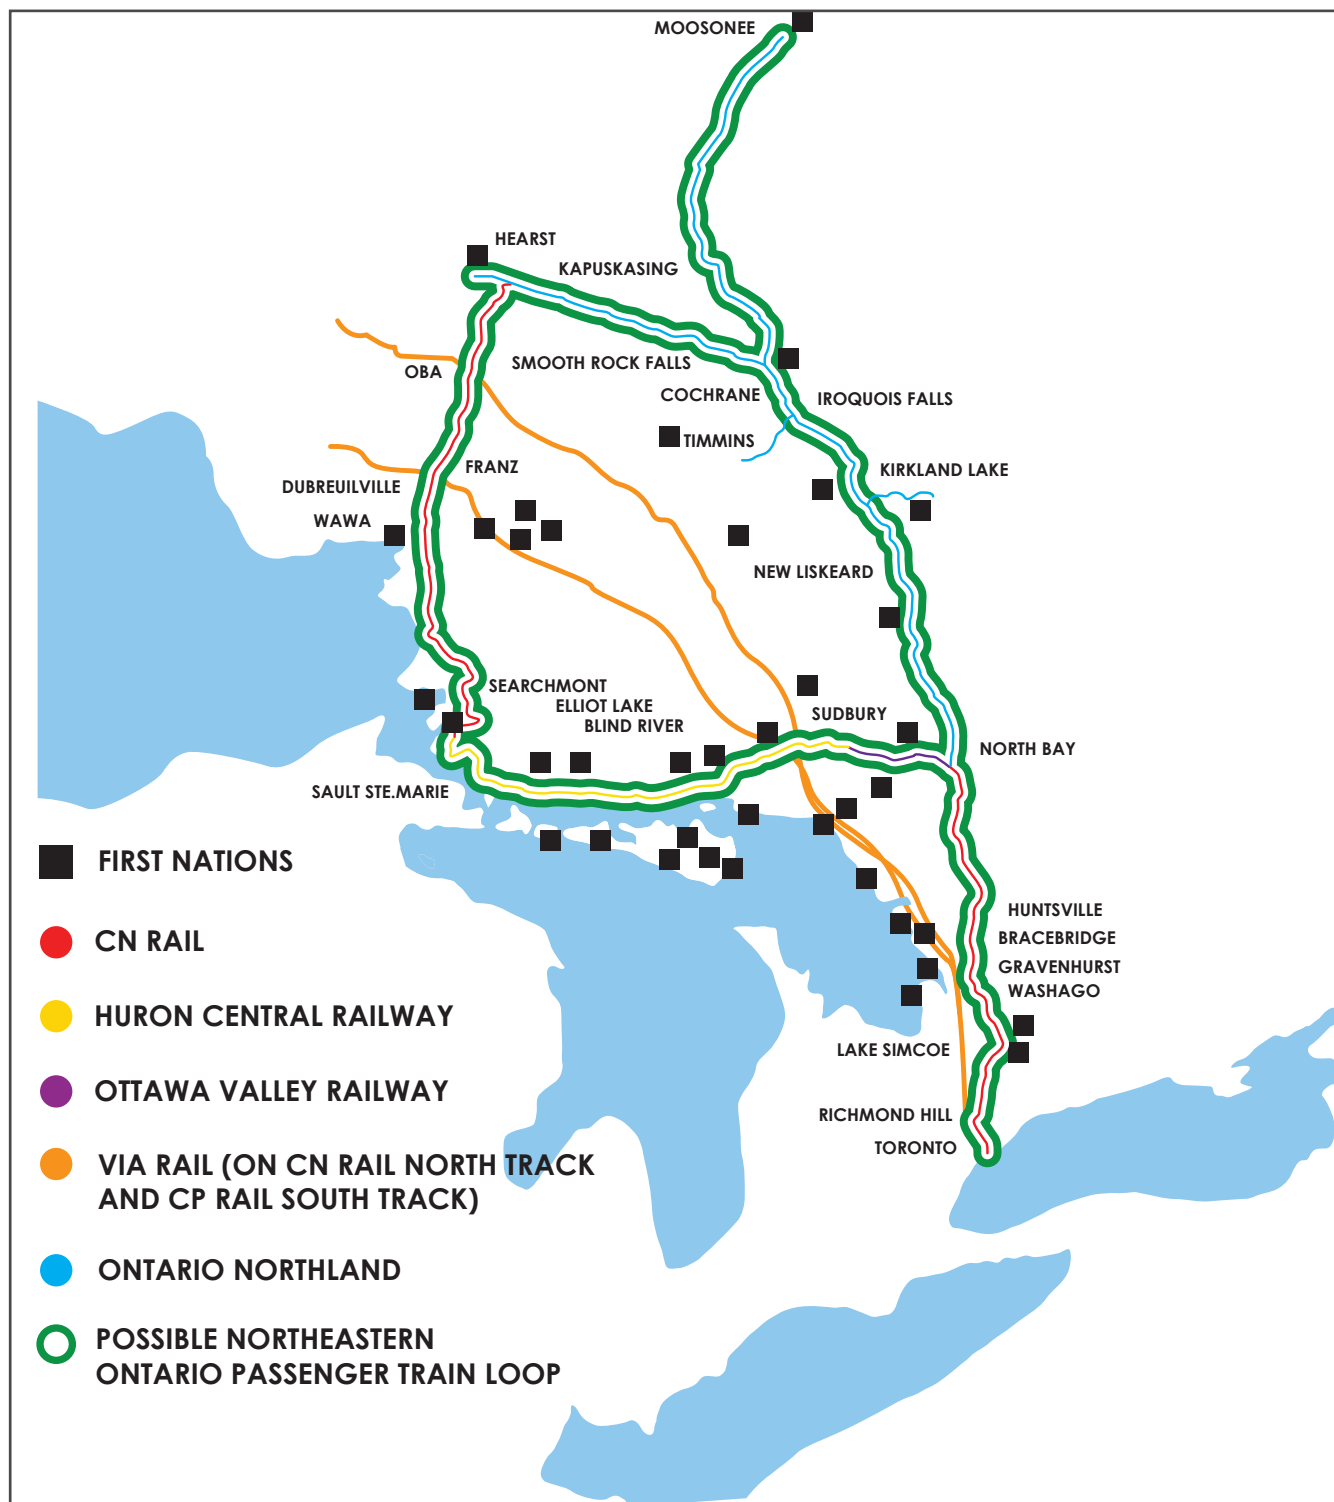 MOOSONEE
HEARST
KAPUSKASING
SMOOTH ROCK FALLS
OBA
COCHRANE
IROQUOIS FALLS
TIMMINS
FRANZ
KIRKLAND LAKE
DUBREUILVILLE
WAWA
NEW LISKEARD
SEARCHMONT
ELLIOT LAKE
BLIND RIVER
SUDBURY
NORTH BAY
SAULT STE.MARIE
HUNTSVILLE
BRACEBRIDGE
GRAVENHURST
WASHAGO
LAKE SIMCOE
RICHMOND HILL
TORONTO
FIRST NATIONS
CN RAIL
HURON CENTRAL RAILWAY
OTTAWA VALLEY RAILWAY
VIA RAIL (ON CN RAIL NORTH TRACK
AND CP RAIL SOUTH TRACK)
ONTARIO NORTHLAND
POSSIBLE NORTHEASTERN
ONTARIO PASSENGER TRAIN LOOP